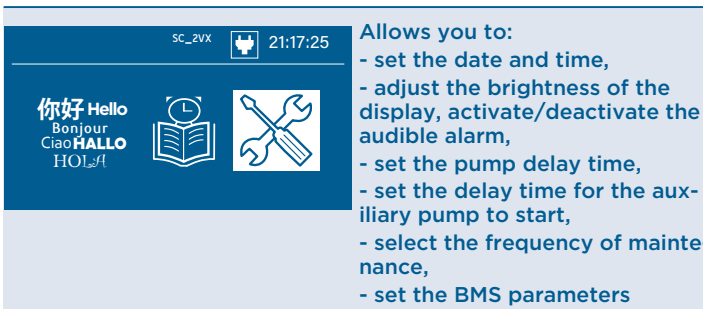 SC_2VX 21:17:25
你好 Hello
Bonjour
Ciao HALLO
HOLA
Allows you to:
- set the date and time,
- adjust the brightness of the
display, activate/deactivate the
audible alarm,
- set the pump delay time,
- set the delay time for the aux-
iliary pump to start,
- select the frequency of mainte-
nance,
- set the BMS parameters